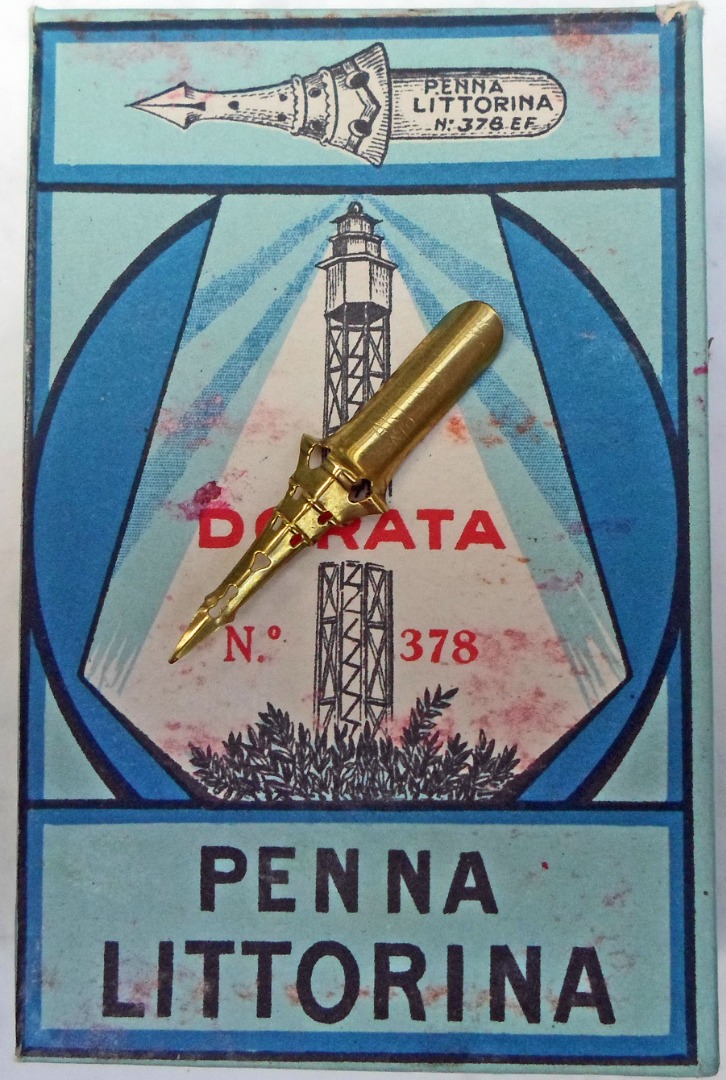 PENNA
LITTORINA
N: 378 EF
DORATA
N.º 378
PENNA
LITTORINA